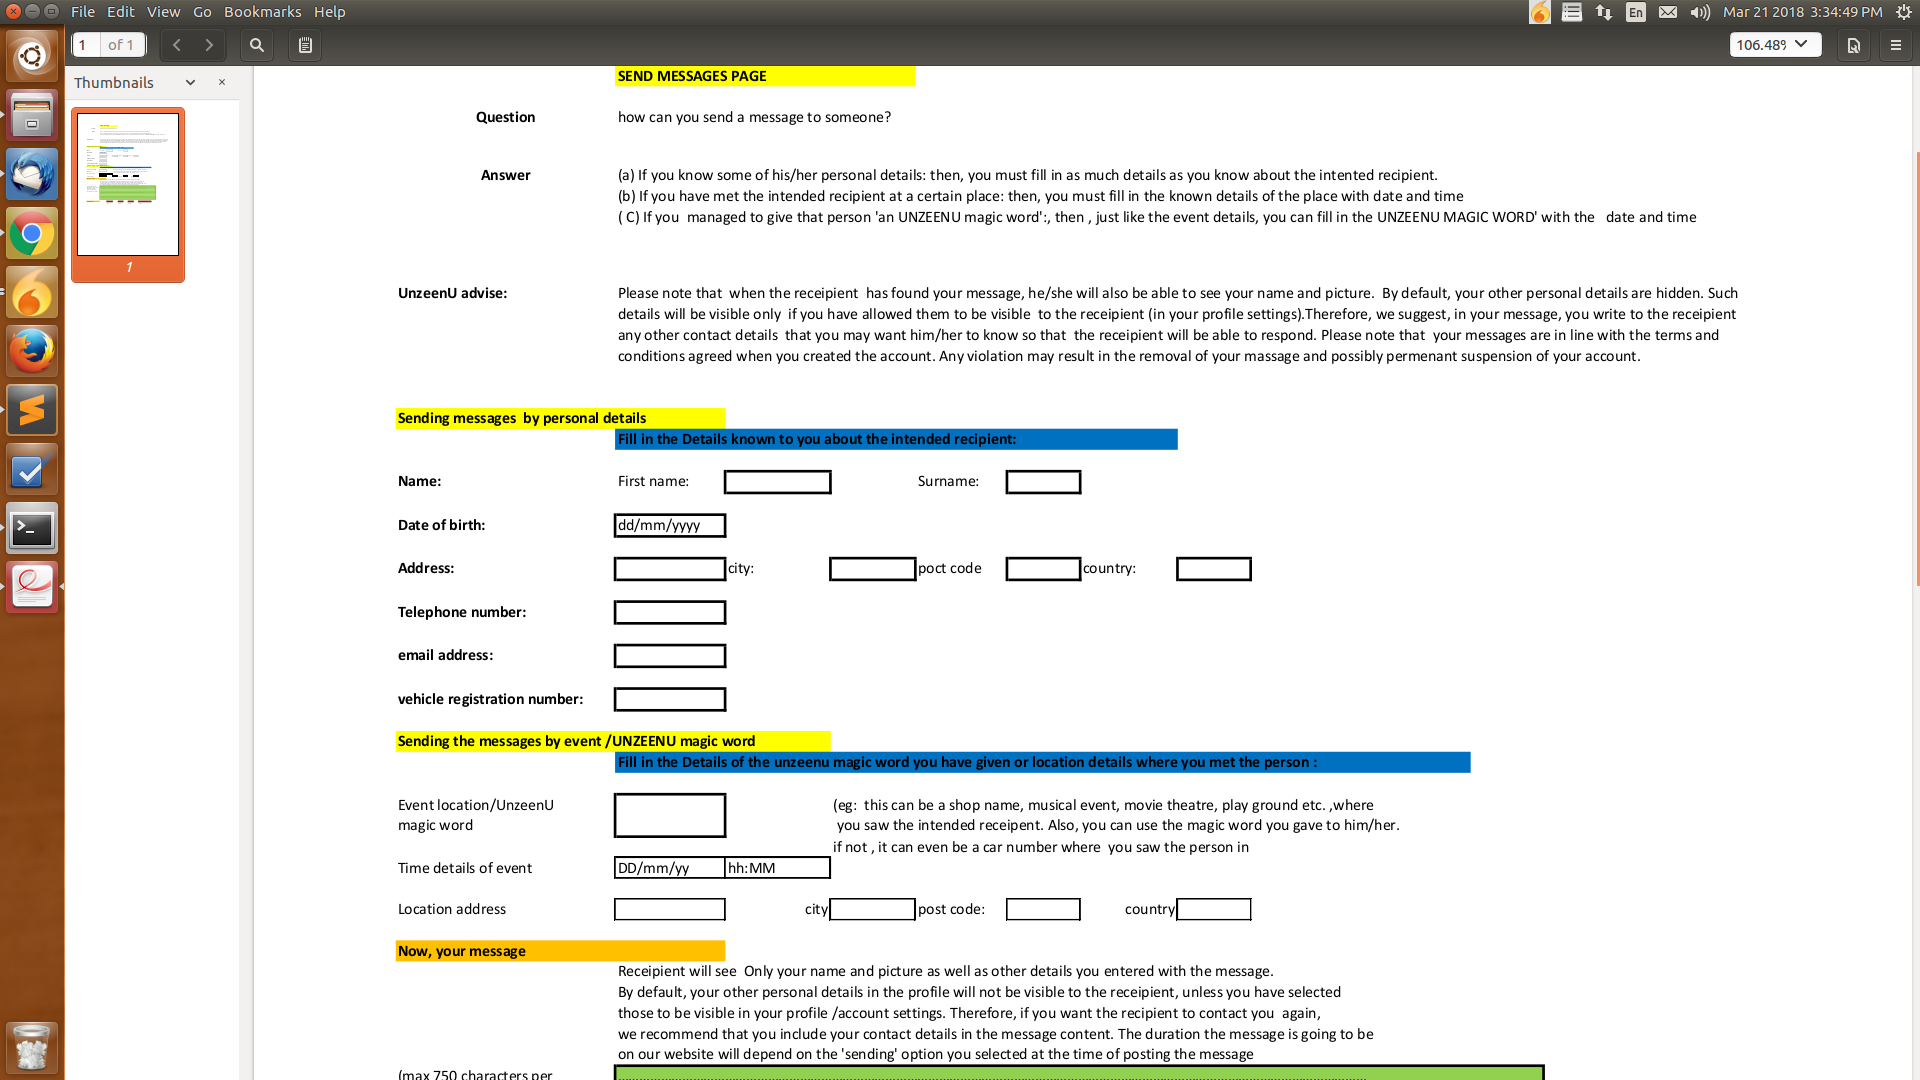 File Edit View Go Bookmarks Help
En
Mar 21 2018 3:34:49 PM
1 of 1
106.48%
Thumbnails
1
SEND MESSAGES PAGE
Question how can you send a message to someone?
Answer (a) If you know some of his/her personal details: then, you must fill in as much details as you know about the intented recipient.
(b) If you have met the intended recipient at a certain place: then, you must fill in the known details of the place with date and time
( C) If you managed to give that person 'an UNZEENU magic word':, then , just like the event details, you can fill in the UNZEENU MAGIC WORD' with the date and time
UnzeenU advise: Please note that when the receipient has found your message, he/she will also be able to see your name and picture. By default, your other personal details are hidden. Such
details will be visible only if you have allowed them to be visible to the receipient (in your profile settings).Therefore, we suggest, in your message, you write to the receipient
any other contact details that you may want him/her to know so that the receipient will be able to respond. Please note that your messages are in line with the terms and
conditions agreed when you created the account. Any violation may result in the removal of your massage and possibly permenant suspension of your account.
Sending messages by personal details
Fill in the Details known to you about the intended recipient:
Name: First name: Surname:
Date of birth: dd/mm/yyyy
Address: city: poct code country:
Telephone number:
email address:
vehicle registration number:
Sending the messages by event /UNZEENU magic word
Fill in the Details of the unzeenu magic word you have given or location details where you met the person :
Event location/UnzeenU (eg: this can be a shop name, musical event, movie theatre, play ground etc. ,where
magic word you saw the intended receipent. Also, you can use the magic word you gave to him/her.
if not , it can even be a car number where you saw the person in
Time details of event DD/mm/yy hh:MM
Location address city post code: country
Now, your message
Receipient will see Only your name and picture as well as other details you entered with the message.
By default, your other personal details in the profile will not be visible to the receipient, unless you have selected
those to be visible in your profile /account settings. Therefore, if you want the recipient to contact you again,
we recommend that you include your contact details in the message content. The duration the message is going to be
on our website will depend on the 'sending' option you selected at the time of posting the message
(max 750 characters per